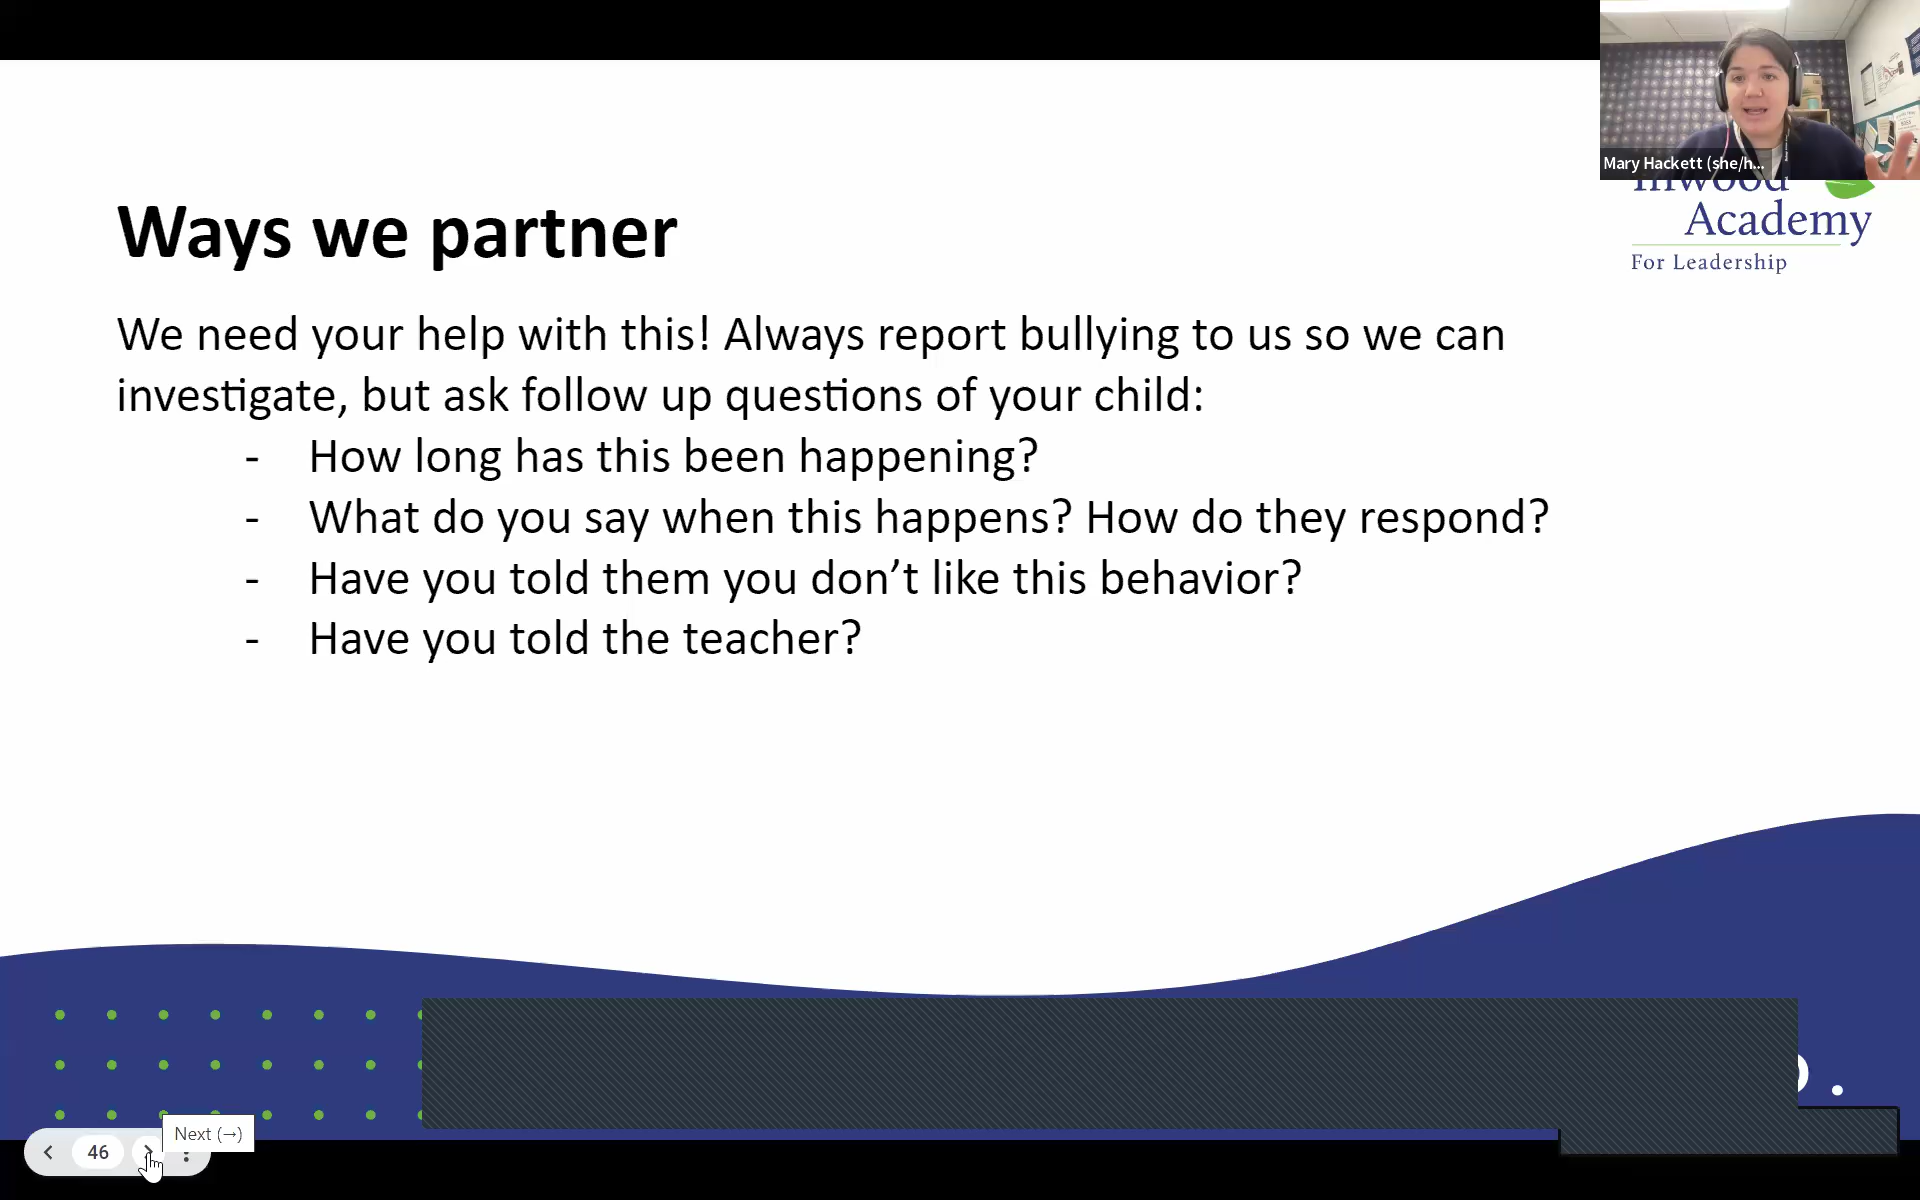 Mary Hackett (she/h...
Inwood
Academy
For Leadership
Ways we partner
We need your help with this! Always report bullying to us so we can
investigate, but ask follow up questions of your child:
- How long has this been happening?
- What do you say when this happens? How do they respond?
- Have you told them you don’t like this behavior?
- Have you told the teacher?
Next (→)
46